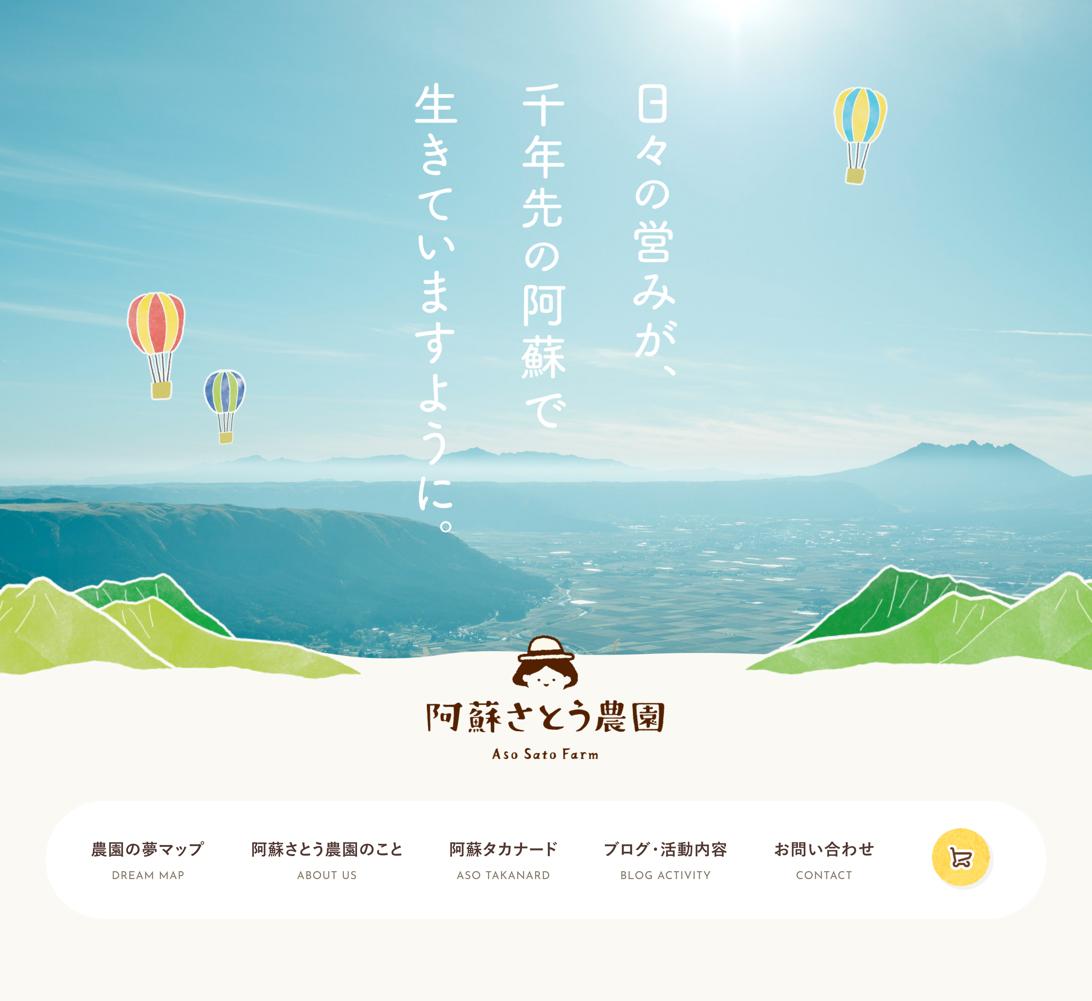 日々の営みが、
千年先の阿蘇で
生きていますように。
阿蘇さとう農園
Aso Sato Farm
農園の夢マップ
DREAM MAP
阿蘇さとう農園のこと
ABOUT US
阿蘇タカナード
ASO TAKANARD
ブログ・活動内容
BLOG ACTIVITY
お問い合わせ
CONTACT